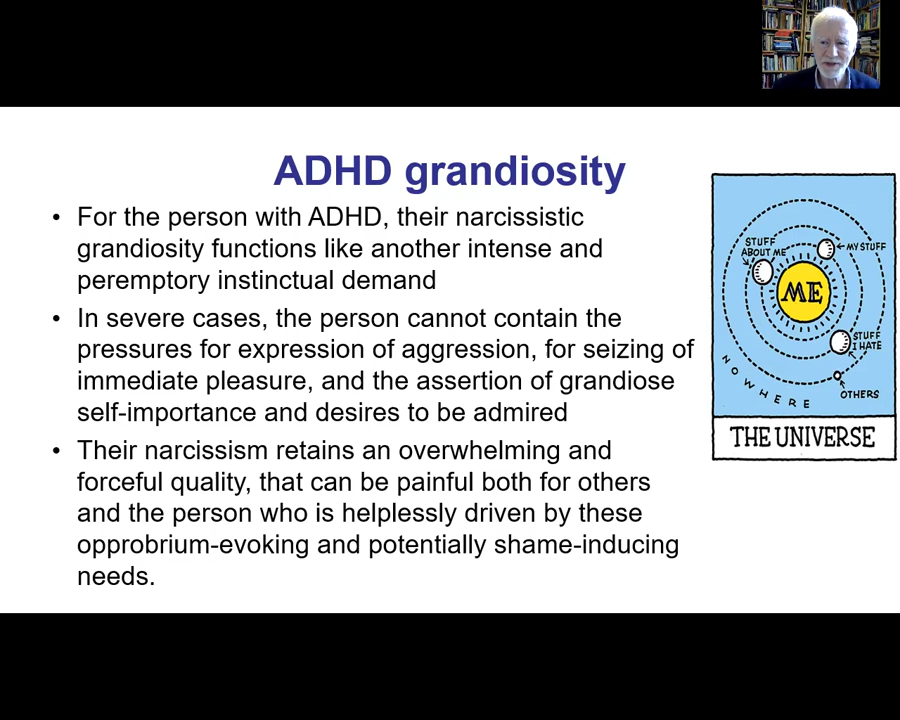 ADHD grandiosity
• For the person with ADHD, their narcissistic
grandiosity functions like another intense and
peremptory instinctual demand
• In severe cases, the person cannot contain the
pressures for expression of aggression, for seizing of
immediate pleasure, and the assertion of grandiose
self-importance and desires to be admired
• Their narcissism retains an overwhelming and
forceful quality, that can be painful both for others
and the person who is helplessly driven by these
opprobrium-evoking and potentially shame-inducing
needs.
STUFF
ABOUT ME
MY STUFF
ME
STUFF
I HATE
OTHERS
NOWHERE
THE UNIVERSE